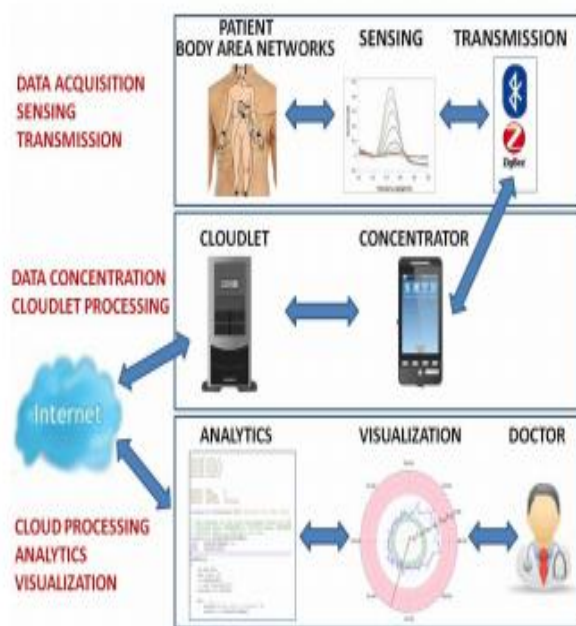 PATIENT
BODY AREA NETWORKS
SENSING
TRANSMISSION
DATA ACQUISITION
SENSING
TRANSMISSION
ZigBee
CLOUDLET
CONCENTRATOR
DATA CONCENTRATION
CLOUDLET PROCESSING
Internet
ANALYTICS
VISUALIZATION
DOCTOR
CLOUD PROCESSING
ANALYTICS
VISUALIZATION